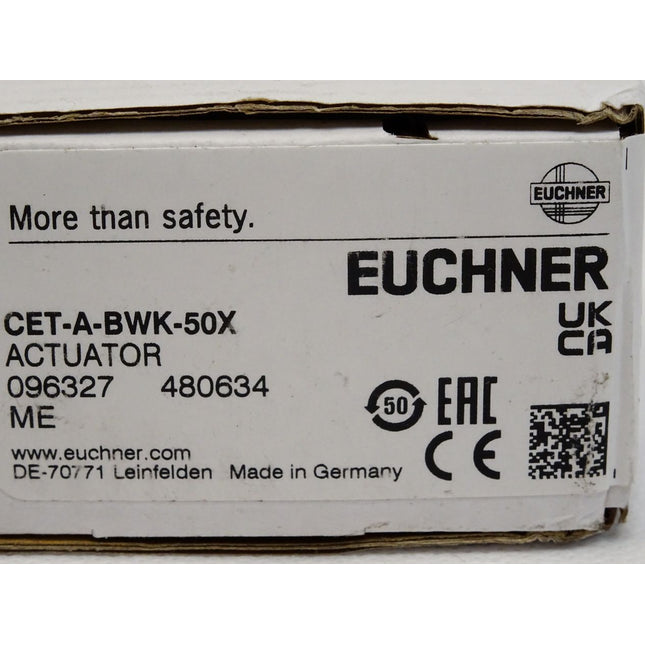 EUCHNER
More than safety.
EUCHNER
CET-A-BWK-50X
UK
CA
ACTUATOR
096327 480634
50 EAC
ME
CE
www.euchner.com
DE-70771 Leinfelden Made in Germany